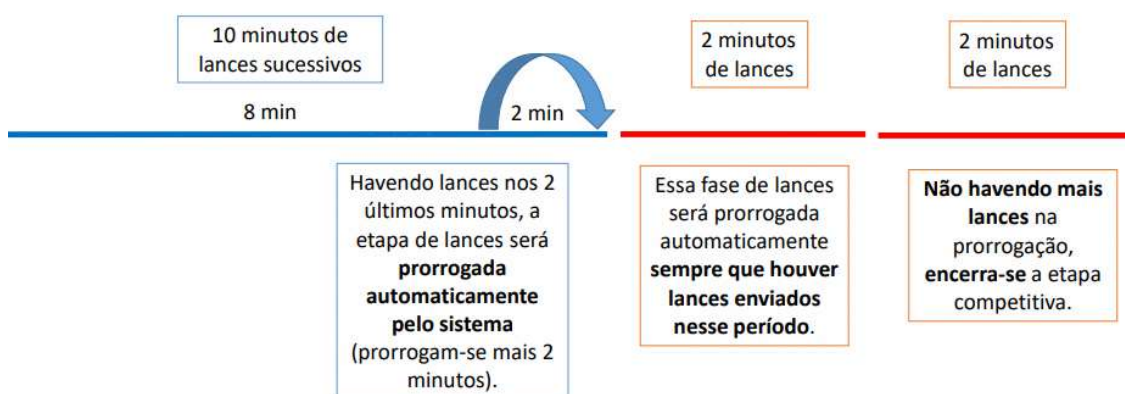 10 minutos de
lances sucessivos
8 min
2 min
2 minutos
de lances
2 minutos
de lances
Havendo lances nos 2
últimos minutos, a
etapa de lances será
prorrogada
automaticamente
pelo sistema
(prorrogam-se mais 2
minutos).
Essa fase de lances
será prorrogada
automaticamente
sempre que houver
lances enviados
nesse período.
Não havendo mais
lances na
prorrogação,
encerra-se a etapa
competitiva.